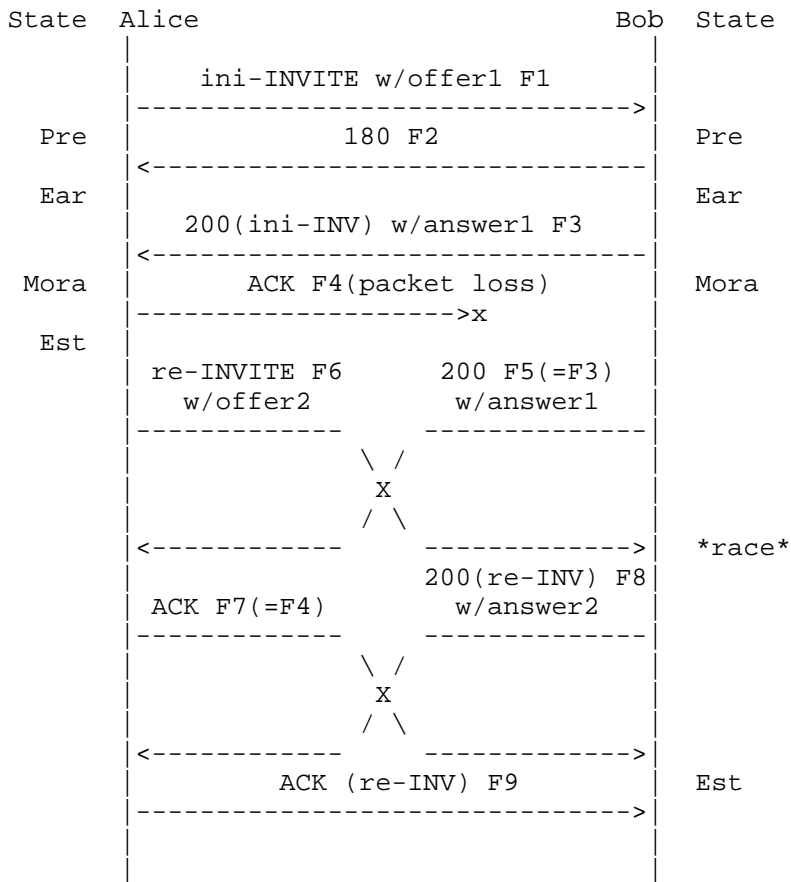 State Alice Bob State
ini-INVITE w/offer1 F1
Pre 180 F2 Pre
Ear Ear
200(ini-INV) w/answer1 F3
Mora ACK F4(packet loss) Mora
x
Est
re-INVITE F6 200 F5(=F3)
w/offer2 w/answer1
\ /
X
/ \
*race*
200(re-INV) F8
ACK F7(=F4) w/answer2
\ /
X
/ \
ACK (re-INV) F9 Est